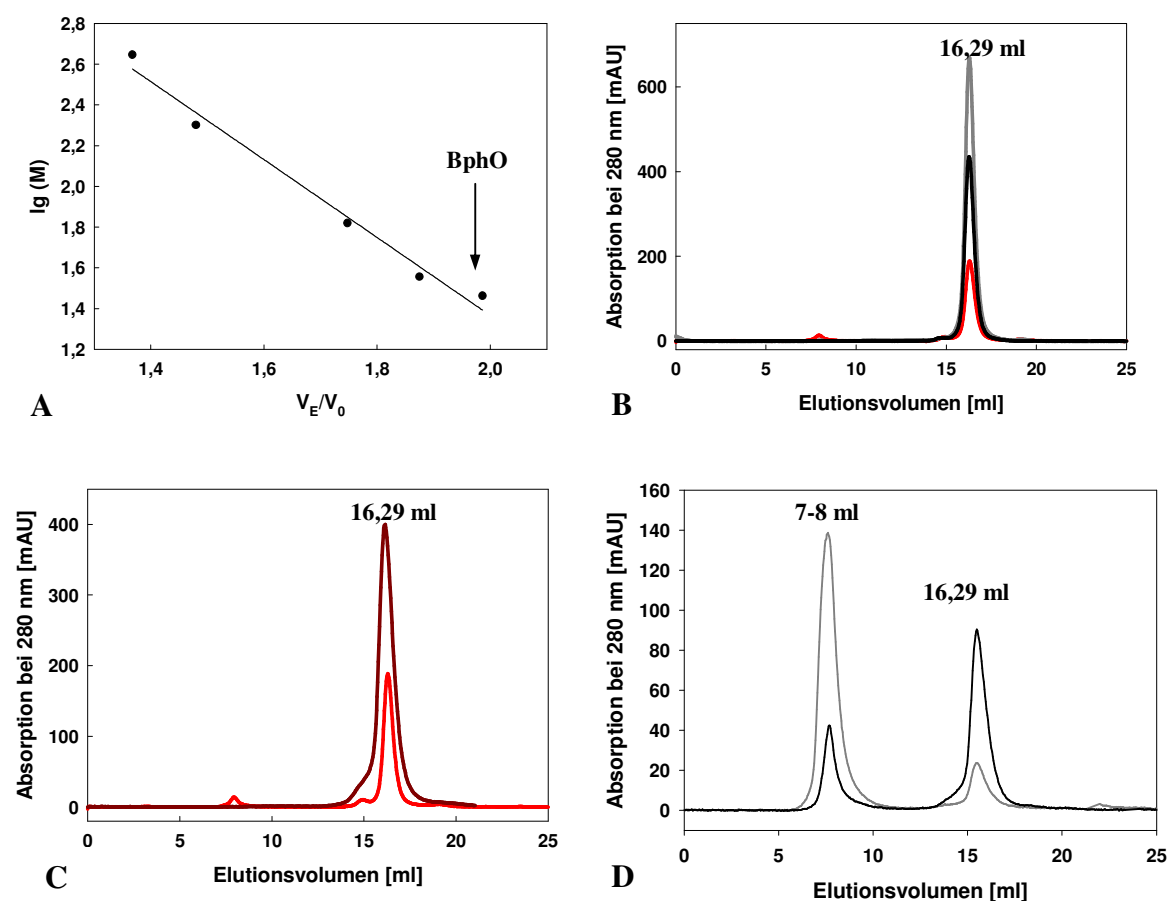 2,8
2,6
2,4
2,2
2,0
1,8
1,6
1,4
1,2
lg (M)
BphO
1,4 1,6 1,8 2,0
V_E/V_0
A
16,29 ml
600
400
200
0
Absorption bei 280 nm [mAU]
0 5 10 15 20 25
Elutionsvolumen [ml]
B
16,29 ml
400
300
200
100
0
Absorption bei 280 nm [mAU]
0 5 10 15 20 25
Elutionsvolumen [ml]
C
7-8 ml
16,29 ml
160
140
120
100
80
60
40
20
0
Absorption bei 280 nm [mAU]
0 5 10 15 20 25
Elutionsvolumen [ml]
D